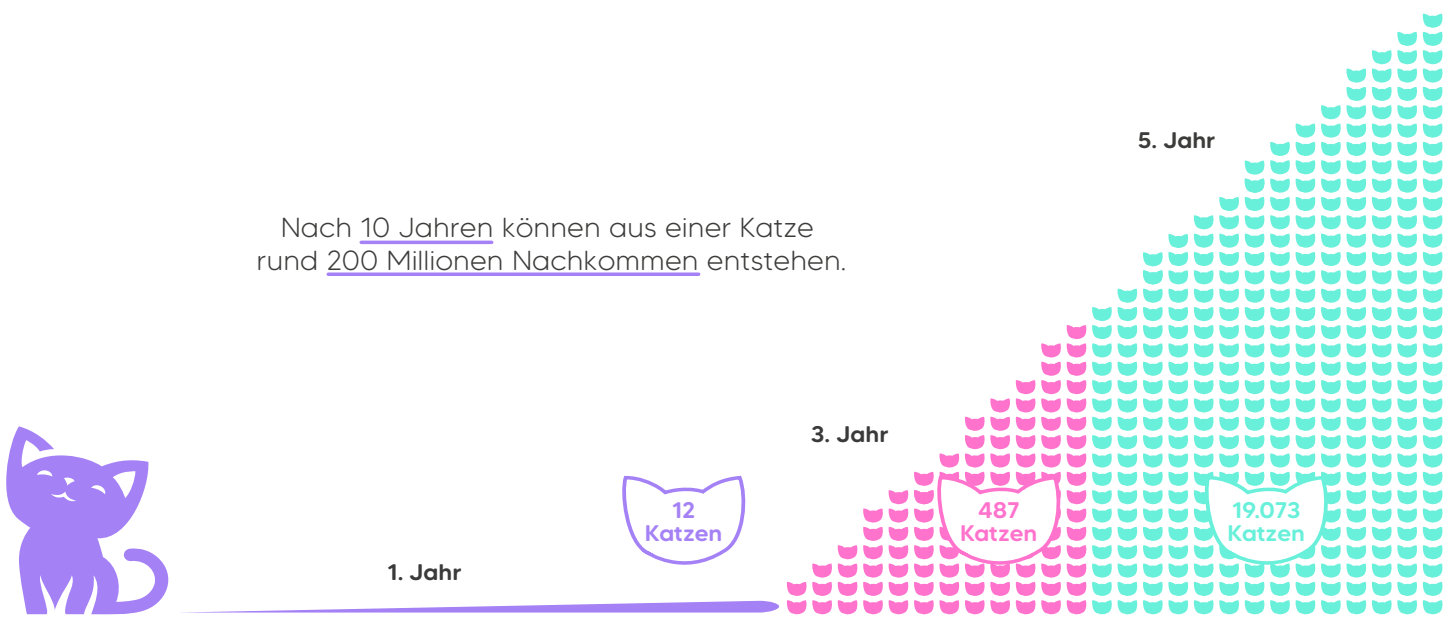 Nach 10 Jahren können aus einer Katze
rund 200 Millionen Nachkommen entstehen.
1. Jahr
12
Katzen
3. Jahr
487
Katzen
5. Jahr
19.073
Katzen